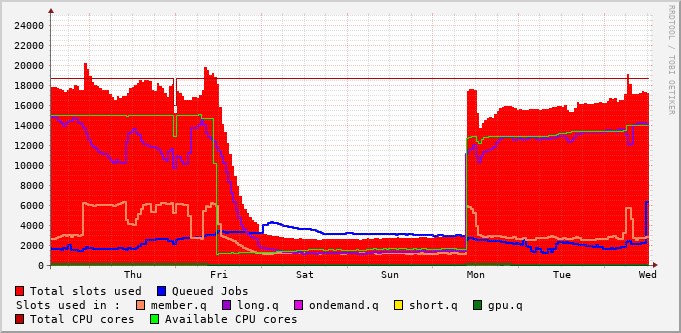 RRDTOOL / TOBI OETIKER
24000
22000
20000
18000
16000
14000
12000
10000
8000
6000
4000
2000
0
Thu Fri Sat Sun Mon Tue Wed
Total slots used Queued Jobs
Slots used in : member.q long.q ondemand.q short.q gpu.q
Total CPU cores Available CPU cores